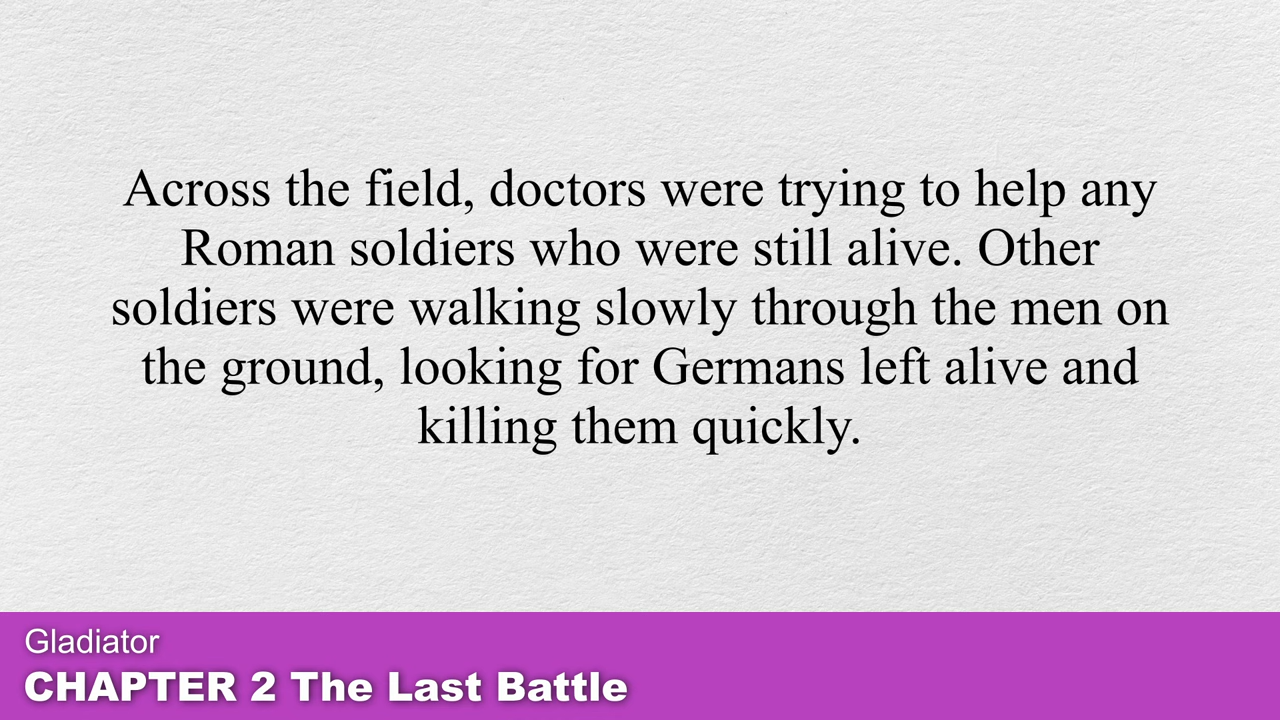 Across the field, doctors were trying to help any
Roman soldiers who were still alive. Other
soldiers were walking slowly through the men on
the ground, looking for Germans left alive and
killing them quickly.
Gladiator
CHAPTER 2 The Last Battle